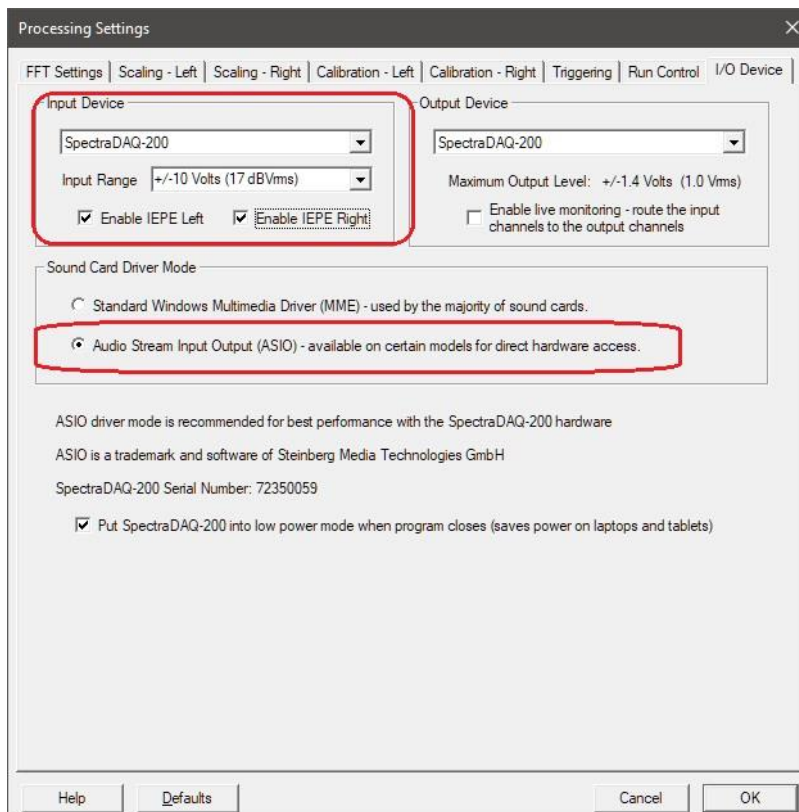 Processing Settings
FFT Settings Scaling - Left Scaling - Right Calibration - Left Calibration - Right Triggering Run Control I/O Device
Input Device
SpectraDAQ-200
Input Range +/-10 Volts (17 dBVrms)
Enable IEPE Left Enable IEPE Right
Output Device
SpectraDAQ-200
Maximum Output Level: +/-1.4 Volts (1.0 Vrms)
Enable live monitoring - route the input
channels to the output channels
Sound Card Driver Mode
Standard Windows Multimedia Driver (MME) - used by the majority of sound cards.
Audio Stream Input Output (ASIO) - available on certain models for direct hardware access.
ASIO driver mode is recommended for best performance with the SpectraDAQ-200 hardware
ASIO is a trademark and software of Steinberg Media Technologies GmbH
SpectraDAQ-200 Serial Number: 72350059
Put SpectraDAQ-200 into low power mode when program closes (saves power on laptops and tablets)
Help Defaults Cancel OK